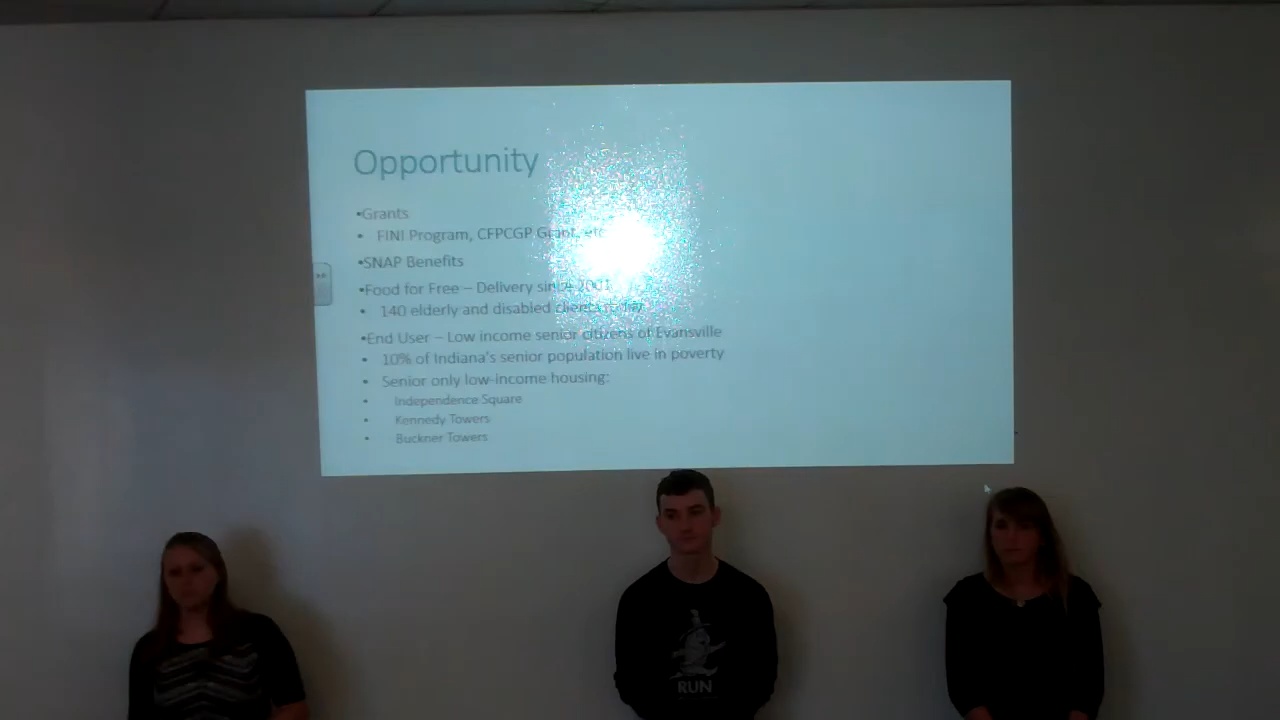 Opportunity
•Grants
• FINI Program, CFPCGP Grant, etc
•SNAP Benefits
•Food for Free – Delivery since 2001
• 140 elderly and disabled clients today
•End User – Low income senior citizens of Evansville
• 10% of Indiana's senior population live in poverty
• Senior only low-income housing:
• Independence Square
• Kennedy Towers
• Buckner Towers
RUN